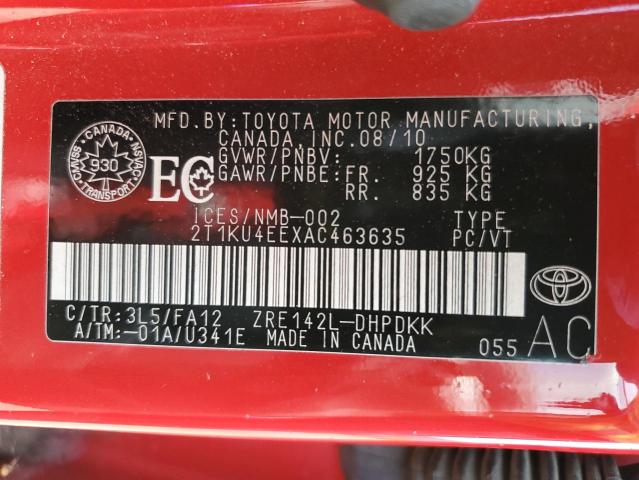 MFD. BY: TOYOTA MOTOR MANUFACTURING,
CANADA, INC. 08/10
GVWR/PNBV: 1750KG
GAWR/PNBE: FR. 925 KG
RR. 835 KG
CANADA
NSVAC
930
SVNMC
TRANSPORT
EC
ICES/NMB-002 TYPE
2T1KU4EEXAC463635 PC/VT
C/TR: 3L5/FA12 ZRE142L-DHPDKK
A/TM: -01A/U341E MADE IN CANADA
055 AC